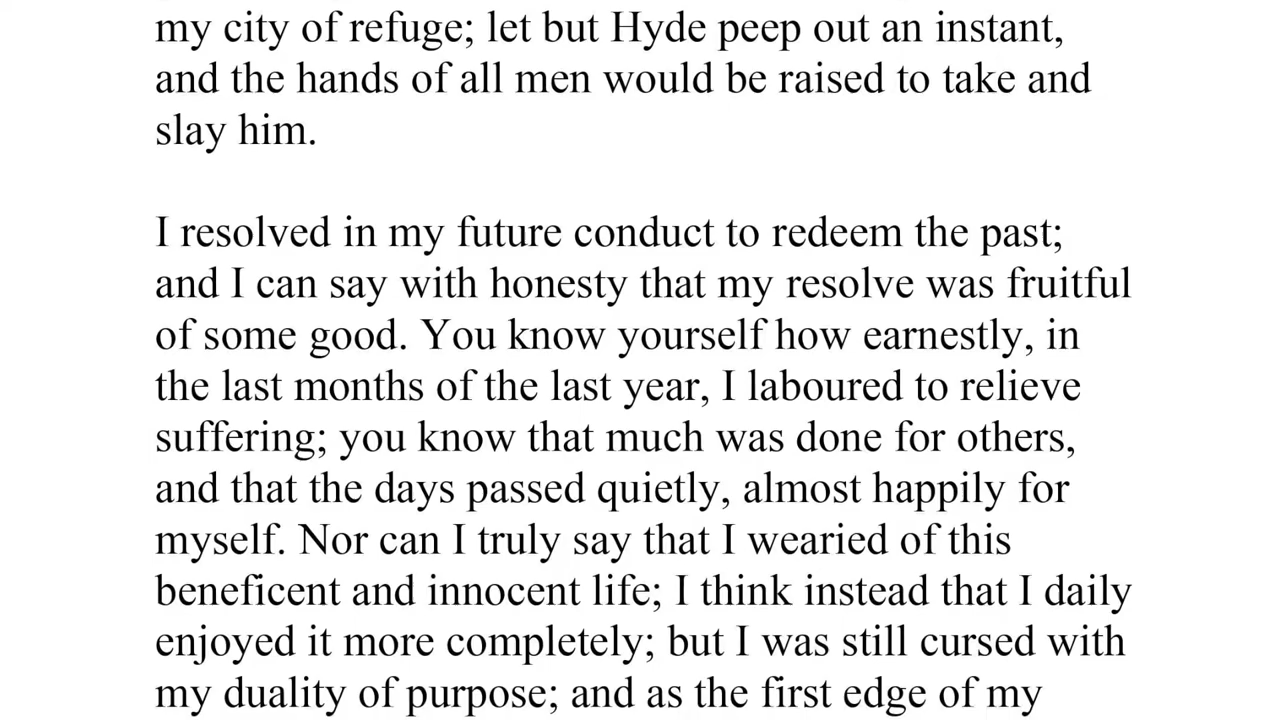 my city of refuge; let but Hyde peep out an instant,
and the hands of all men would be raised to take and
slay him.
I resolved in my future conduct to redeem the past;
and I can say with honesty that my resolve was fruitful
of some good. You know yourself how earnestly, in
the last months of the last year, I laboured to relieve
suffering; you know that much was done for others,
and that the days passed quietly, almost happily for
myself. Nor can I truly say that I wearied of this
beneficent and innocent life; I think instead that I daily
enjoyed it more completely; but I was still cursed with
my duality of purpose; and as the first edge of my